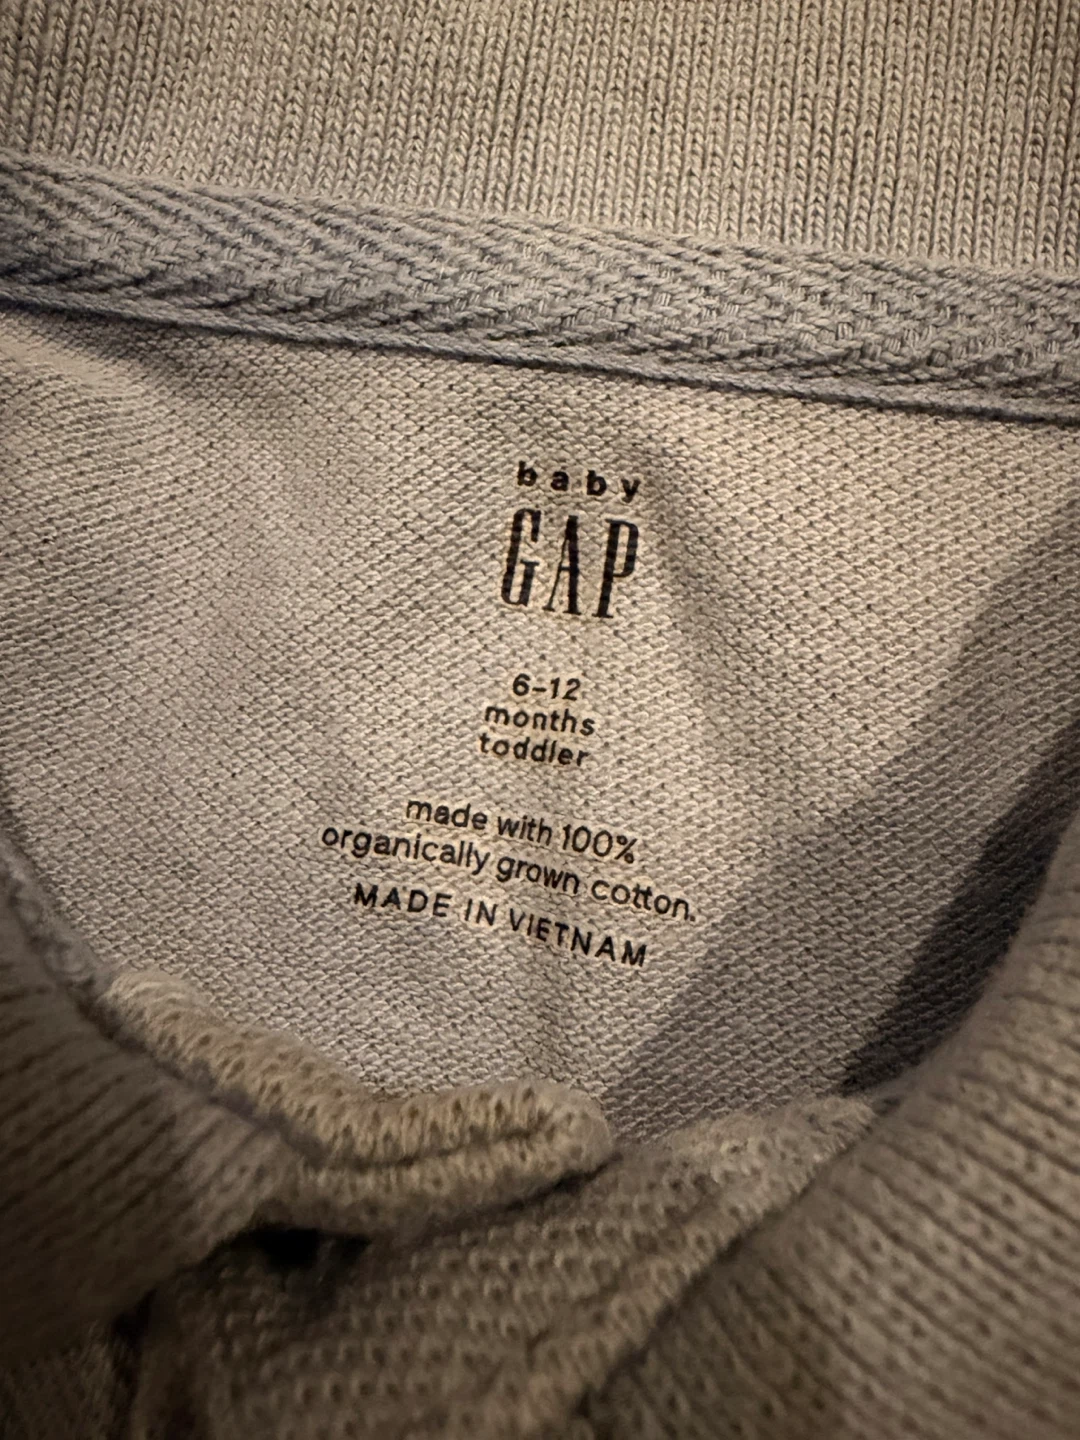 baby
GAP
6-12
months
toddler
made with 100%
organically grown cotton.
MADE IN VIETNAM